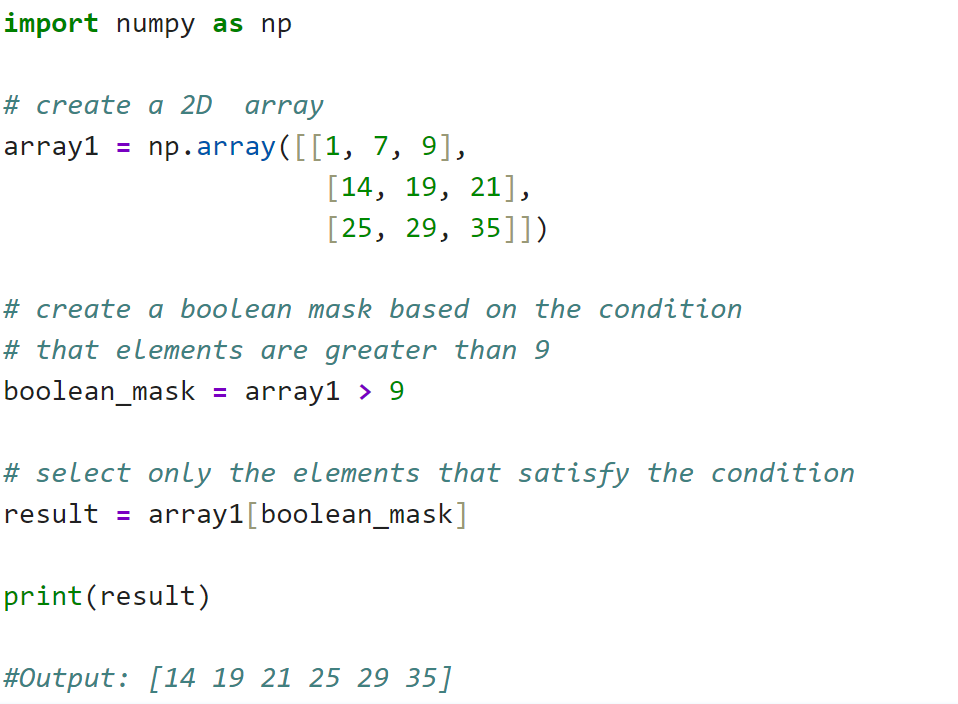 import numpy as np
# create a 2D  array
array1 = np.array([[1, 7, 9],
                    [14, 19, 21],
                    [25, 29, 35]])
# create a boolean mask based on the condition
# that elements are greater than 9
boolean_mask = array1 > 9
# select only the elements that satisfy the condition
result = array1[boolean_mask]
print(result)
#Output: [14 19 21 25 29 35]